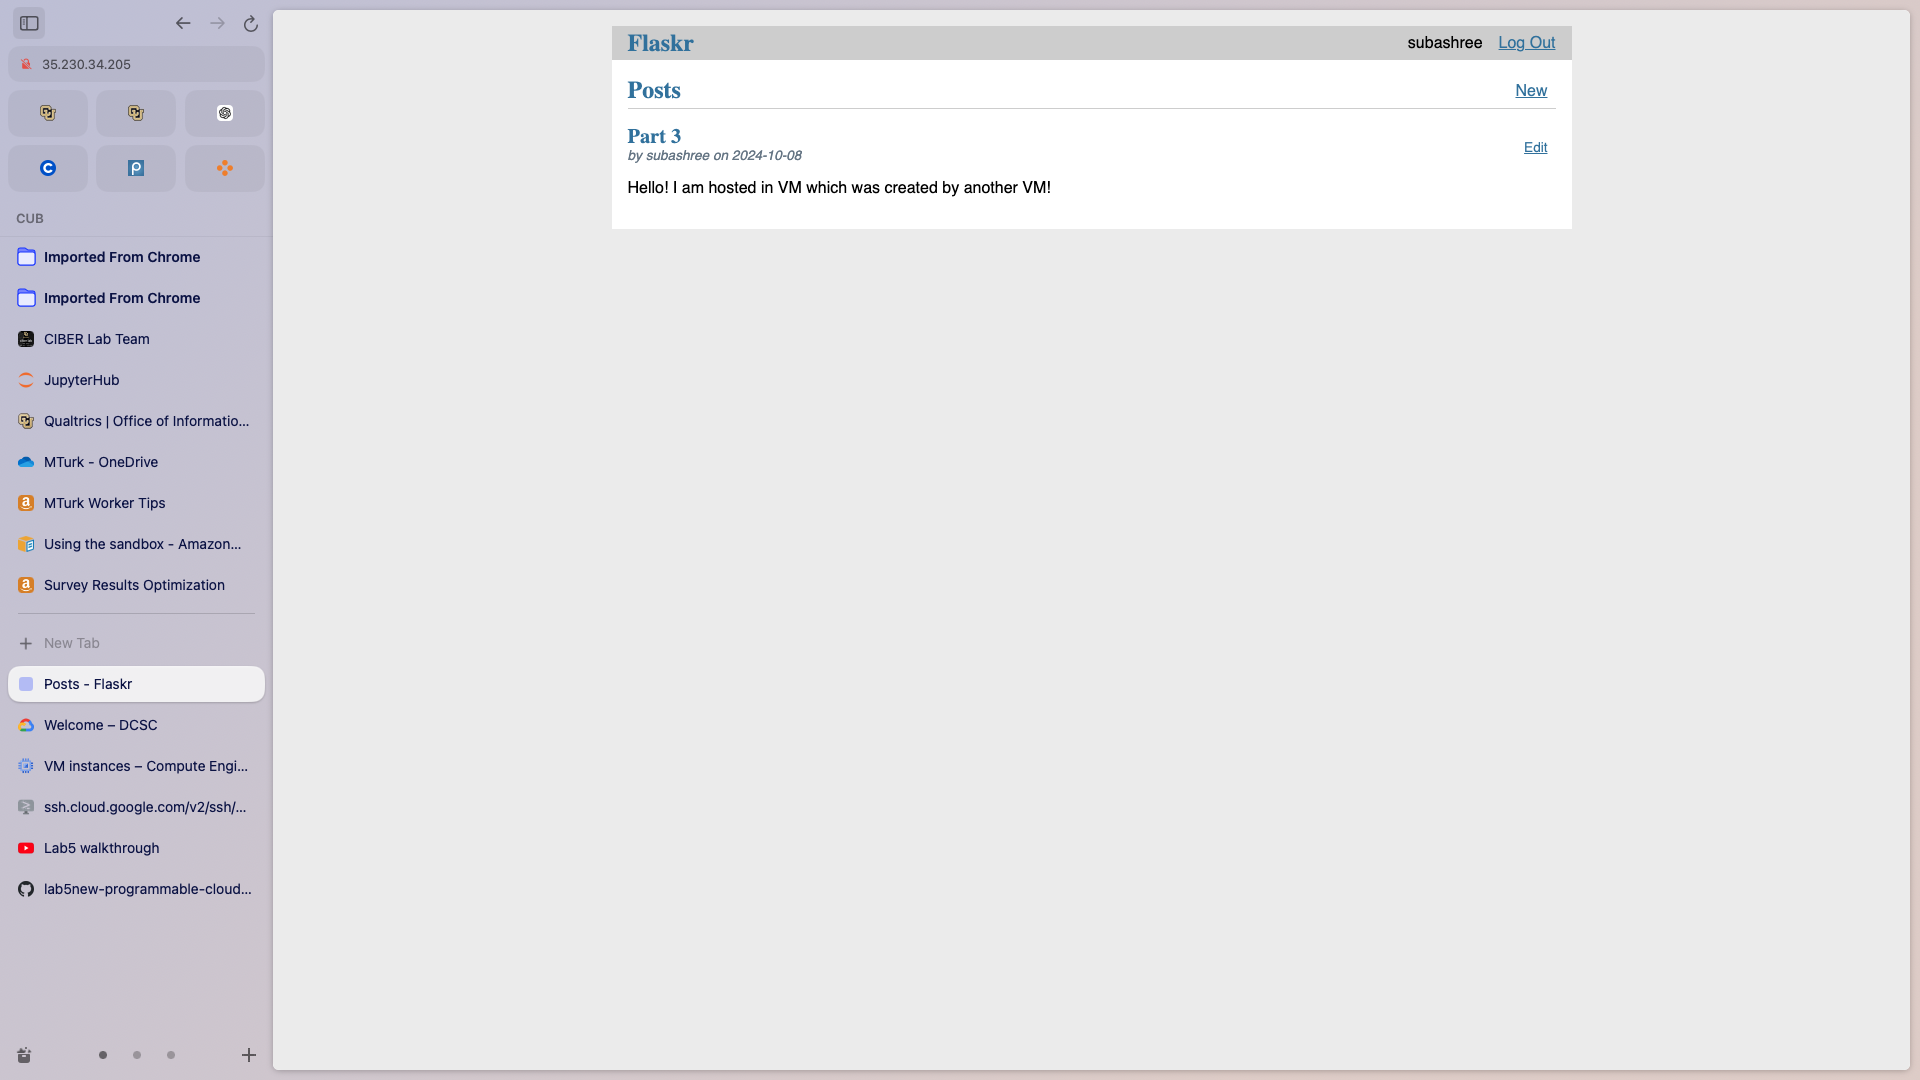 35.230.34.205
CUB
Imported From Chrome
Imported From Chrome
CIBER Lab Team
JupyterHub
Qualtrics | Office of Informatio...
MTurk - OneDrive
MTurk Worker Tips
Using the sandbox - Amazon...
Survey Results Optimization
New Tab
Posts - Flaskr
Welcome – DCSC
VM instances – Compute Engi...
ssh.cloud.google.com/v2/ssh/...
Lab5 walkthrough
lab5new-programmable-cloud...
Flaskr subashree Log Out
Posts New
Part 3
by subashree on 2024-10-08 Edit
Hello! I am hosted in VM which was created by another VM!